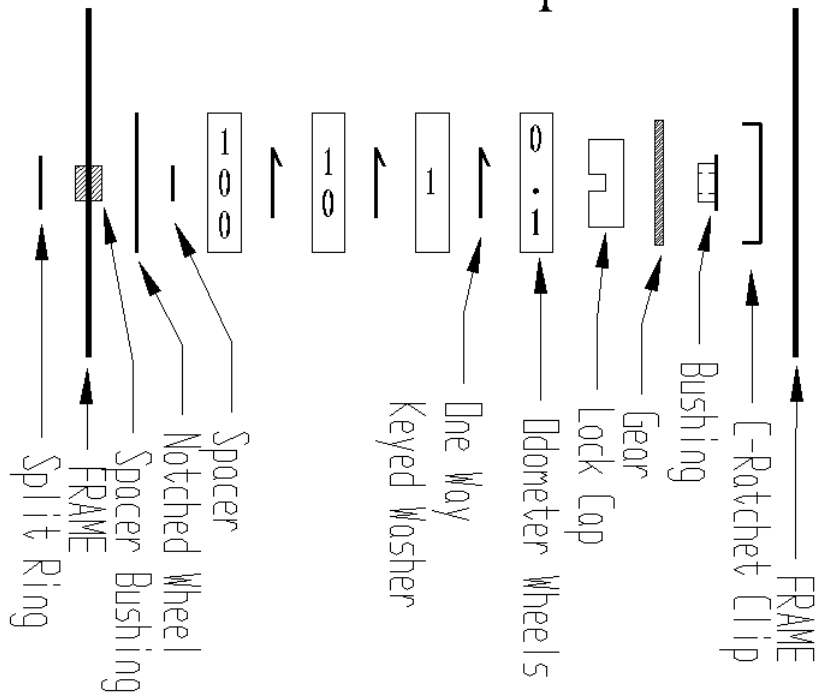 FRAME
C-Ratchet Clip
Bushing
Gear
Lock Cap
0.1
Odometer Wheels
One Way
Keyed Washer
1
10
100
Spacer
Notched Wheel
Spacer Bushing
FRAME
Split Ring